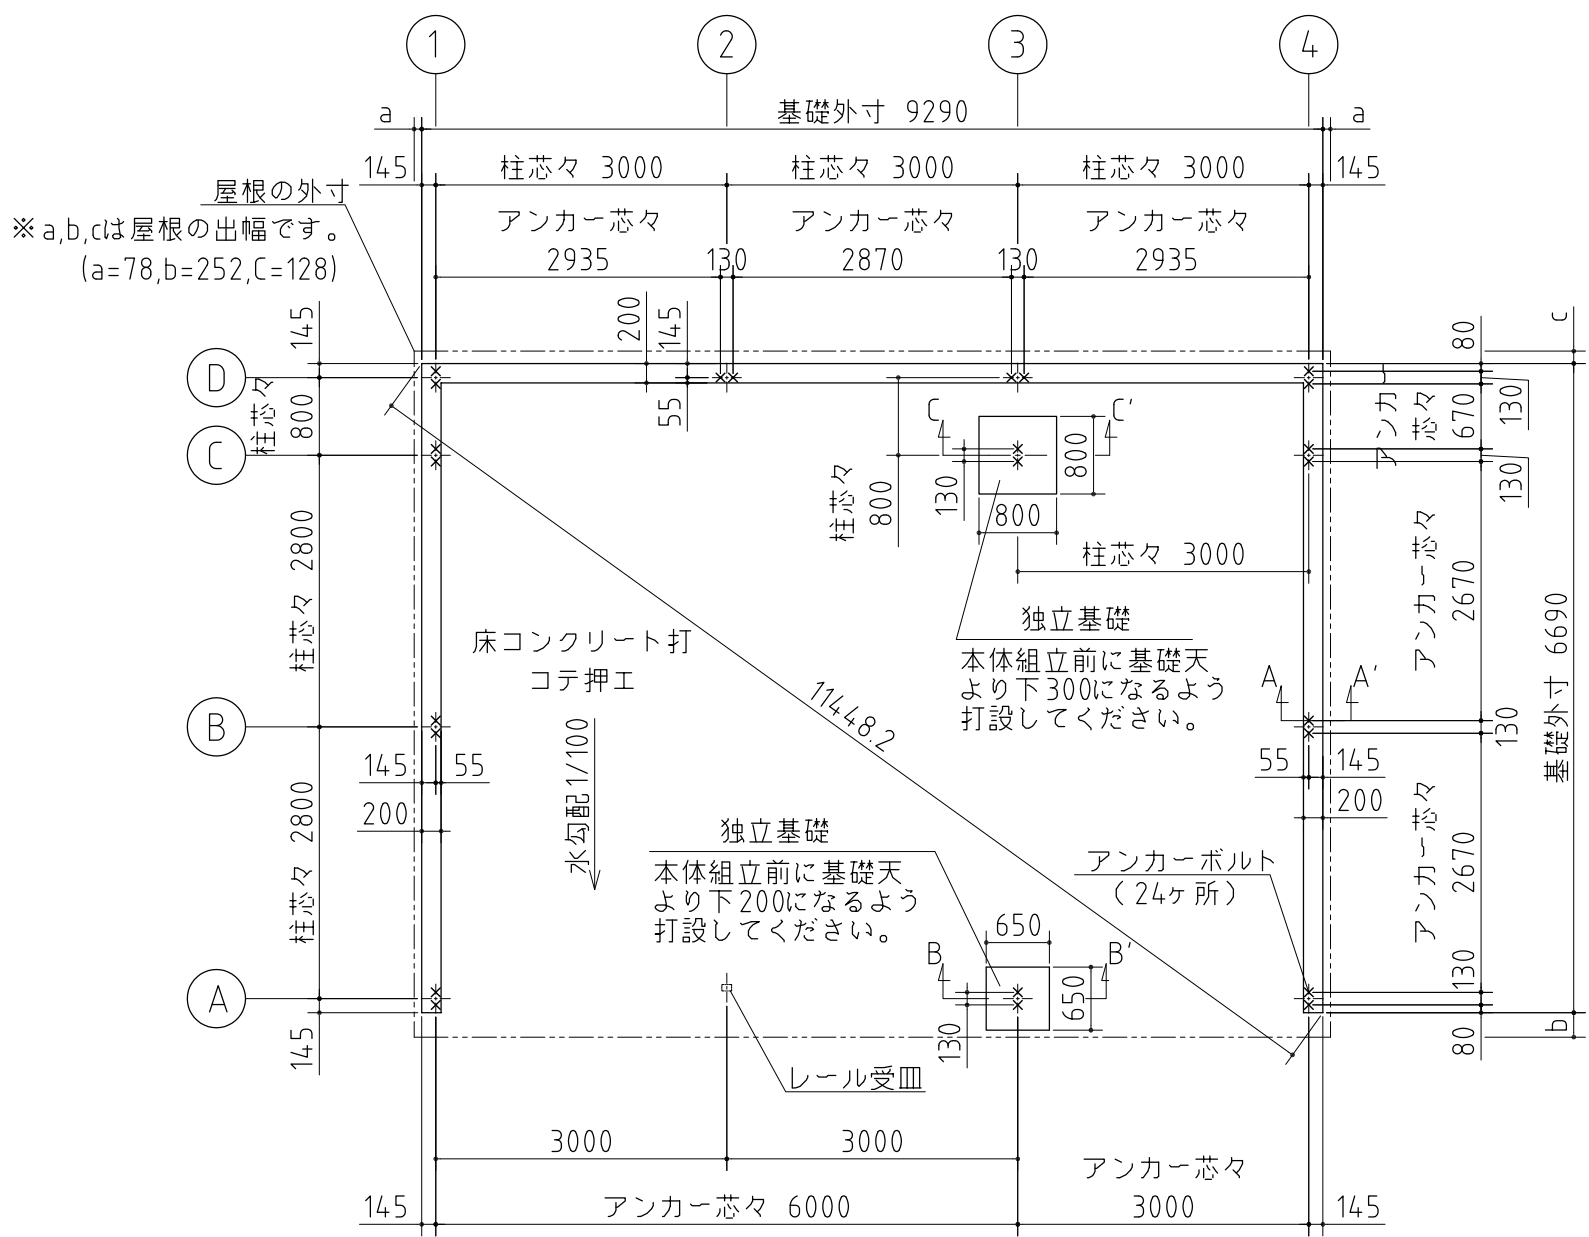 1
2
3
4
a
基礎外寸 9290
a
145
柱芯々 3000
柱芯々 3000
柱芯々 3000
145
屋根の外寸
※a,b,cは屋根の出幅です。
(a=78,b=252,C=128)
アンカー芯々
アンカー芯々
アンカー芯々
2935
130
2870
130
2935
145
200
145
80
c
D
柱芯々
800
55
C
C'
アンカー
芯々
670
130
C
800
130
柱芯々
800
130
800
柱芯々 3000
柱芯々 2800
アンカー芯々
2670
床コンクリート打
コテ押エ
独立基礎
本体組立前に基礎天
より下300になるよう
打設してください。
11448.2
A
A'
基礎外寸 6690
B
130
145
55
水勾配1/100
55
145
200
200
柱芯々 2800
独立基礎
本体組立前に基礎天
より下200になるよう
打設してください。
アンカーボルト
(24ケ所)
アンカー芯々
2670
650
B
B'
650
130
A
130
145
80
b
レール受皿
3000
3000
アンカー芯々
145
アンカー芯々 6000
3000
145